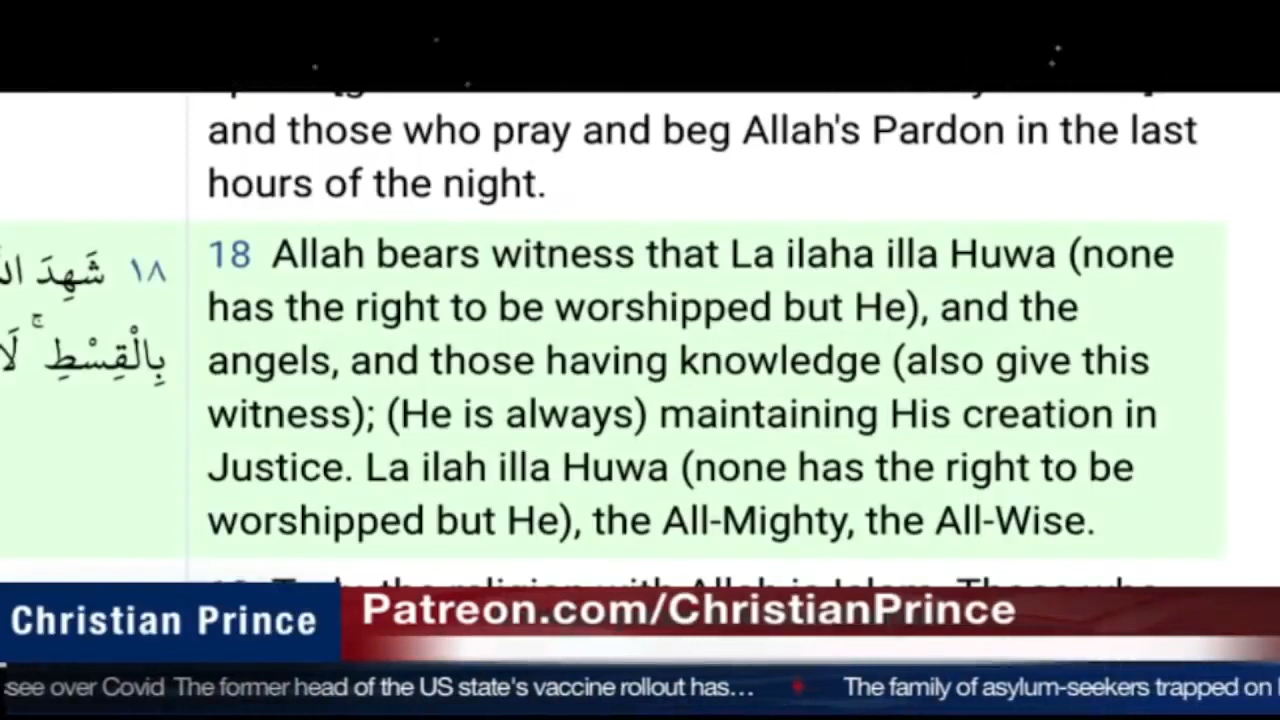 and those who pray and beg Allah's Pardon in the last
hours of the night.
18 Allah bears witness that La ilaha illa Huwa (none
has the right to be worshipped but He), and the
angels, and those having knowledge (also give this
witness); (He is always) maintaining His creation in
Justice. La ilah illa Huwa (none has the right to be
worshipped but He), the All-Mighty, the All-Wise.
١٨ شَهِدَ
بِالْقِسْطِ ۚ
Christian Prince
Patreon.com/ChristianPrince
see over Covid The former head of the US state's vaccine rollout has... The family of asylum-seekers trapped on